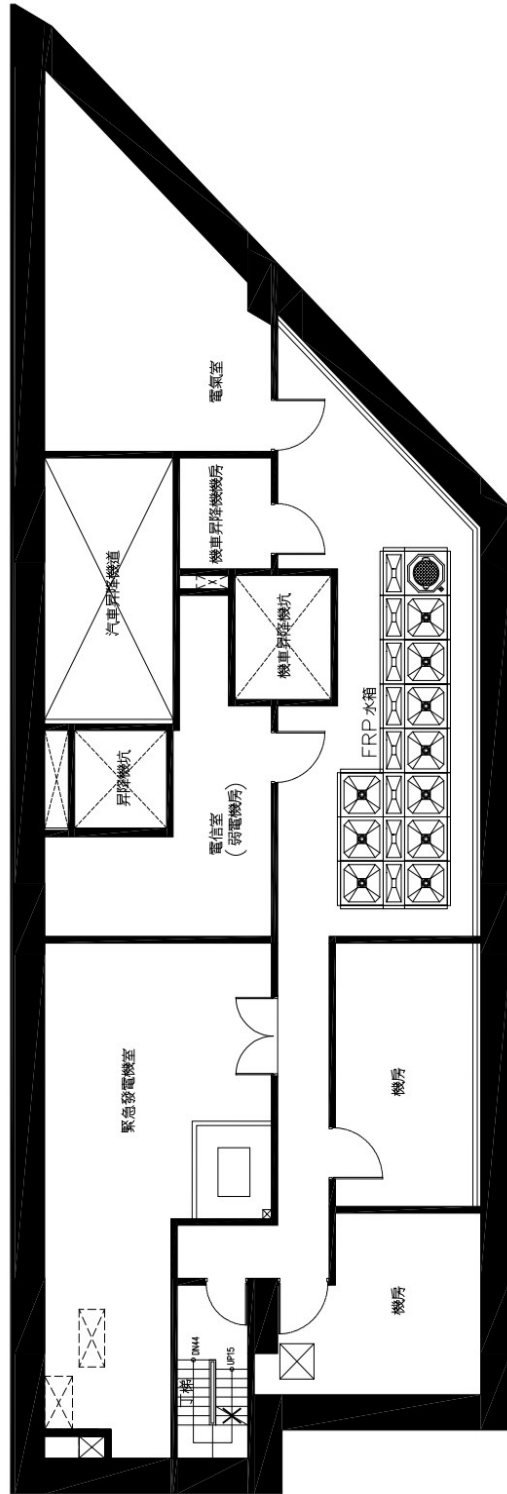 電氣室
機車昇降機機房
汽車昇降機道
機車昇降機坑
昇降機坑
FRP 水箱
電信室
(弱電機房)
緊急發電機室
機房
機房
丁梯
DN44
UP15